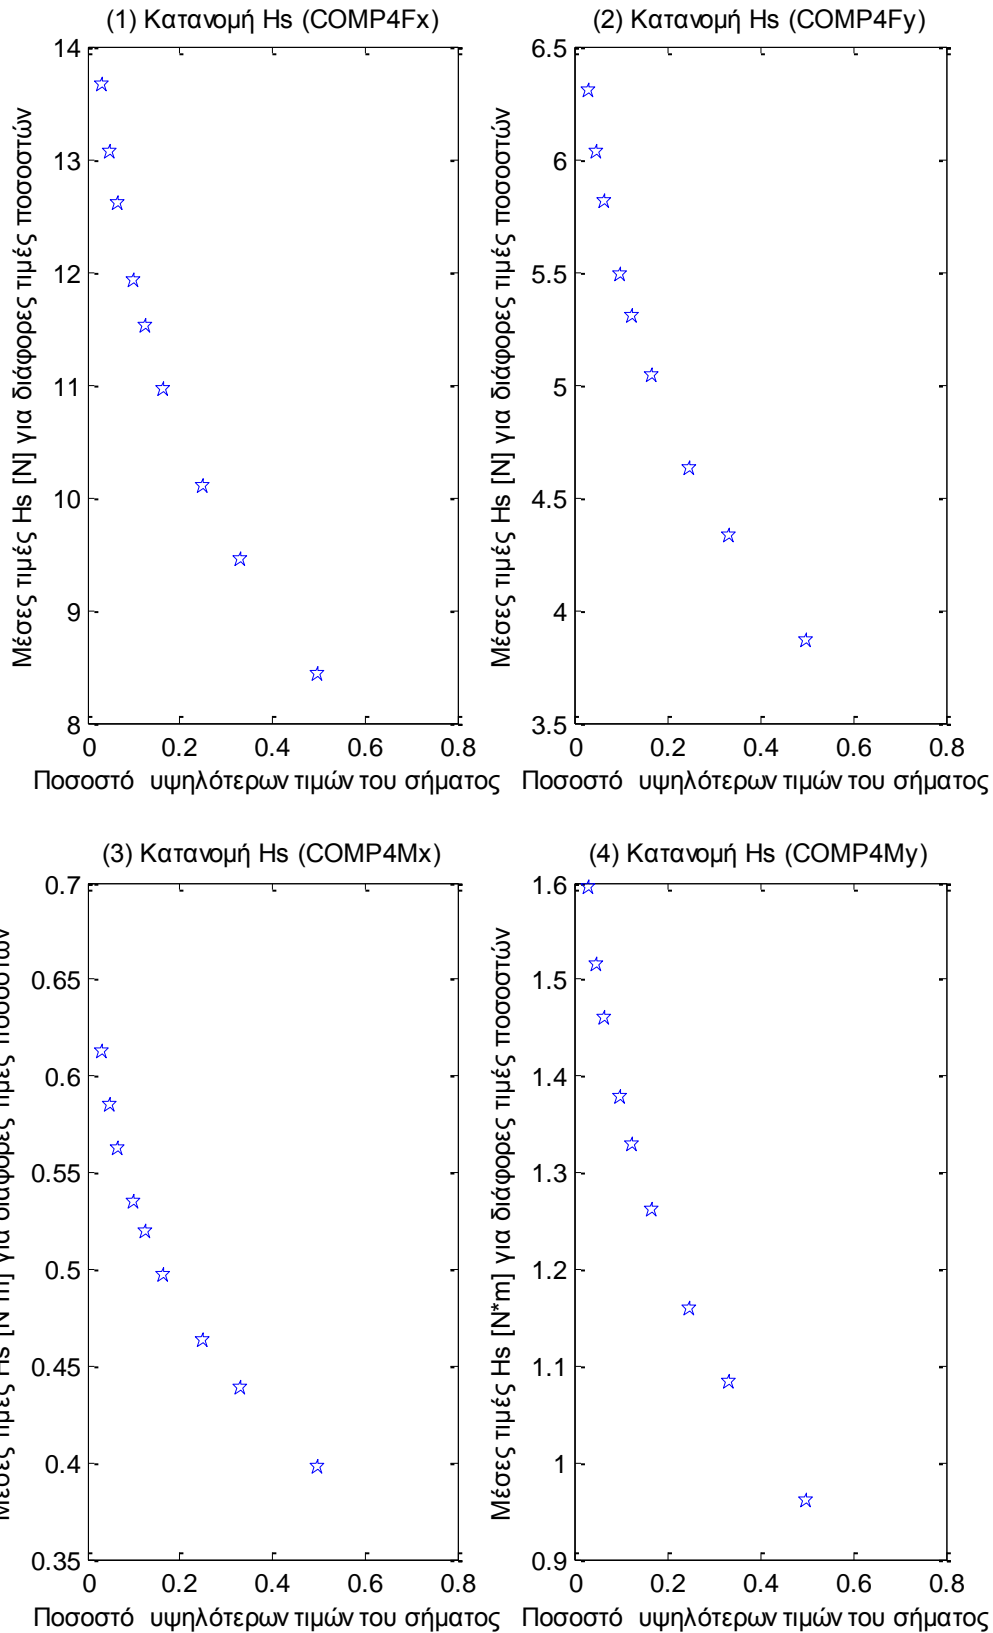 (1) Κατανομή Hs (COMP4Fx)
Μέσες τιμές Hs [N] για διάφορες τιμές ποσοστών
14
13
12
11
10
9
8
0 0.2 0.4 0.6 0.8
Ποσοστό υψηλότερων τιμών του σήματος
(2) Κατανομή Hs (COMP4Fy)
Μέσες τιμές Hs [N] για διάφορες τιμές ποσοστών
6.5
6
5.5
5
4.5
4
3.5
0 0.2 0.4 0.6 0.8
Ποσοστό υψηλότερων τιμών του σήματος
(3) Κατανομή Hs (COMP4Mx)
Μέσες τιμές Hs [N*m] για διάφορες τιμές ποσοστών
0.7
0.65
0.6
0.55
0.5
0.45
0.4
0.35
0 0.2 0.4 0.6 0.8
Ποσοστό υψηλότερων τιμών του σήματος
(4) Κατανομή Hs (COMP4My)
Μέσες τιμές Hs [N*m] για διάφορες τιμές ποσοστών
1.6
1.5
1.4
1.3
1.2
1.1
1
0.9
0 0.2 0.4 0.6 0.8
Ποσοστό υψηλότερων τιμών του σήματος